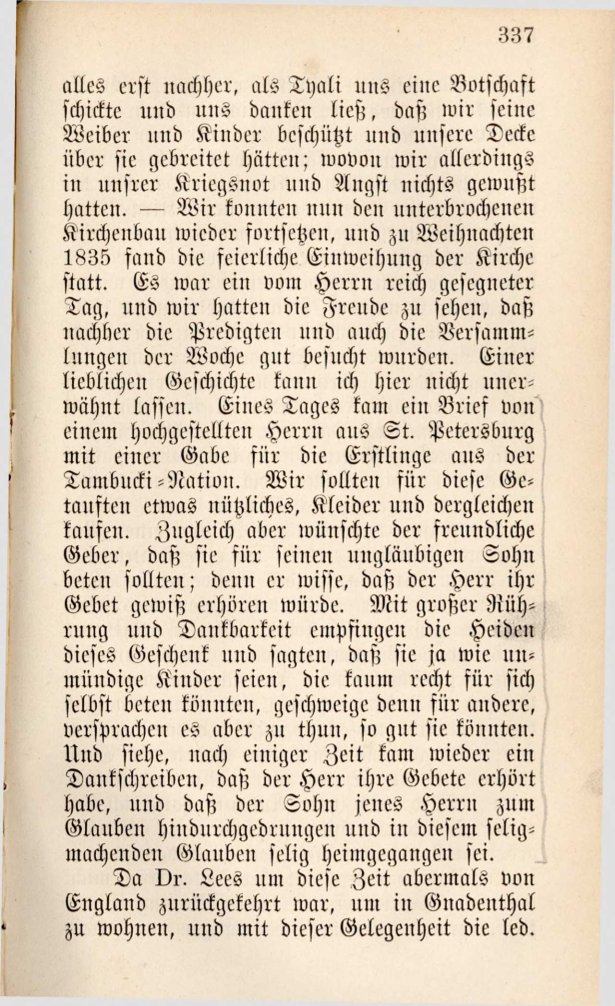 337
alles erst nachher, als Tyali uns eine Botschaft
schickte und uns danken ließ, daß wir seine
Weiber und Kinder beschützt und unsere Decke
über sie gebreitet hätten; wovon wir allerdings
in unsrer Kriegsnot und Angst nichts gewußt
hatten. — Wir konnten nun den unterbrochenen
Kirchenbau wieder fortsetzen, und zu Weihnachten
1835 fand die feierliche Einweihung der Kirche
statt. Es war ein vom Herrn reich gesegneter
Tag, und wir hatten die Freude zu sehen, daß
nachher die Predigten und auch die Versamm-
lungen der Woche gut besucht wurden. Einer
lieblichen Geschichte kann ich hier nicht uner-
wähnt lassen. Eines Tages kam ein Brief von
einem hochgestellten Herrn aus St. Petersburg
mit einer Gabe für die Erstlinge aus der
Tambucki-Nation. Wir sollten für diese Ge-
tauften etwas nützliches, Kleider und dergleichen
kaufen. Zugleich aber wünschte der freundliche
Geber, daß sie für seinen ungläubigen Sohn
beten sollten; denn er wisse, daß der Herr ihr
Gebet gewiß erhören würde. Mit großer Rüh-
rung und Dankbarkeit empfingen die Heiden
dieses Geschenk und sagten, daß sie ja wie un-
mündige Kinder seien, die kaum recht für sich
selbst beten könnten, geschweige denn für andere,
versprachen es aber zu thun, so gut sie könnten.
Und siehe, nach einiger Zeit kam wieder ein
Dankschreiben, daß der Herr ihre Gebete erhört
habe, und daß der Sohn jenes Herrn zum
Glauben hindurchgedrungen und in diesem selig-
machenden Glauben selig heimgegangen sei.
Da Dr. Lees um diese Zeit abermals von
England zurückgekehrt war, um in Gnadenthal
zu wohnen, und mit dieser Gelegenheit die led.